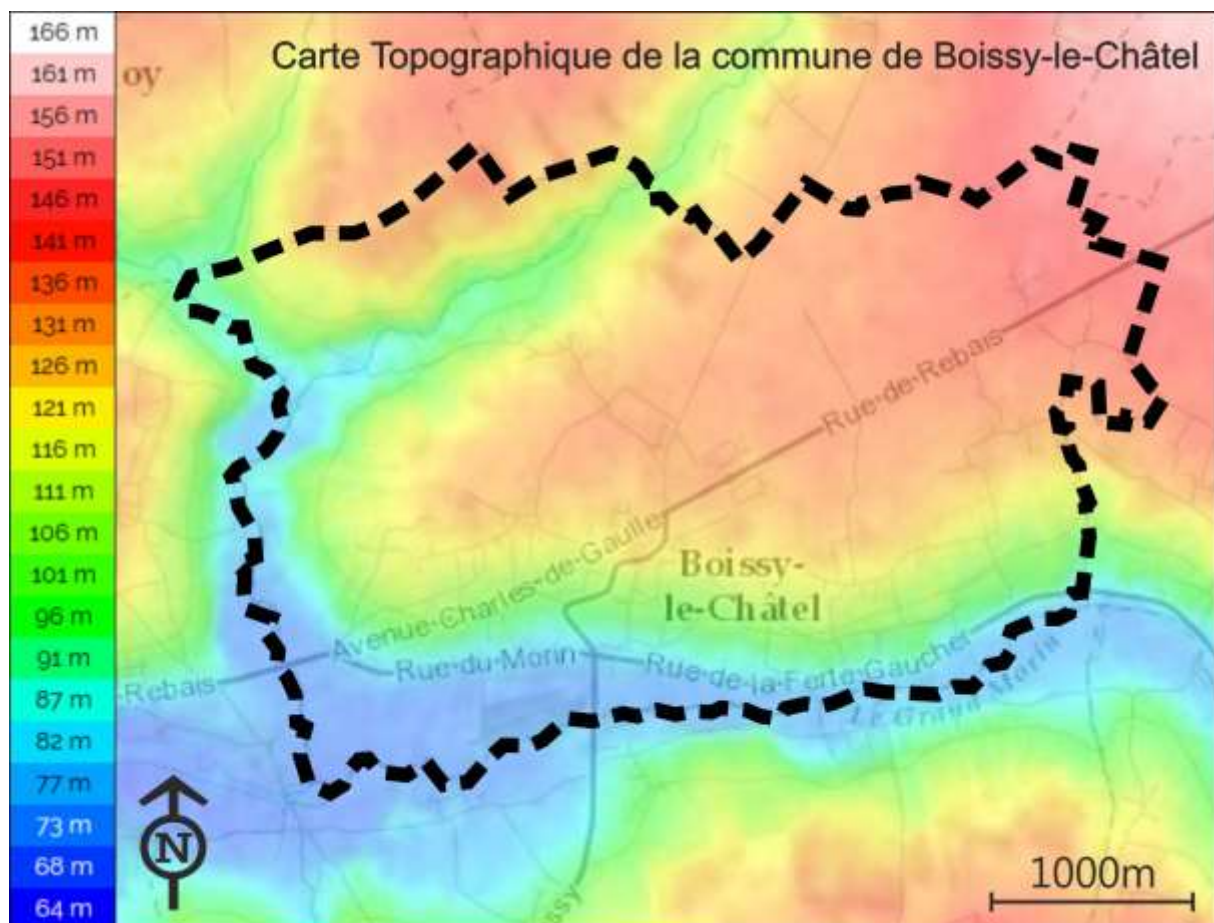 166 m
161 m
156 m
151 m
146 m
141 m
136 m
131 m
126 m
121 m
116 m
111 m
106 m
101 m
96 m
91 m
87 m
82 m
77 m
73 m
68 m
64 m
Carte Topographique de la commune de Boissy-le-Châtel
oy
Rue-de-Rebais
Avenue-Charles-de-Gaulle
Boissy-
le-Châtel
Rebais
Rue-du-Morin
Rue-de-la-Ferte-Gaucher
Le Grand Morin
ssy
N
1000m